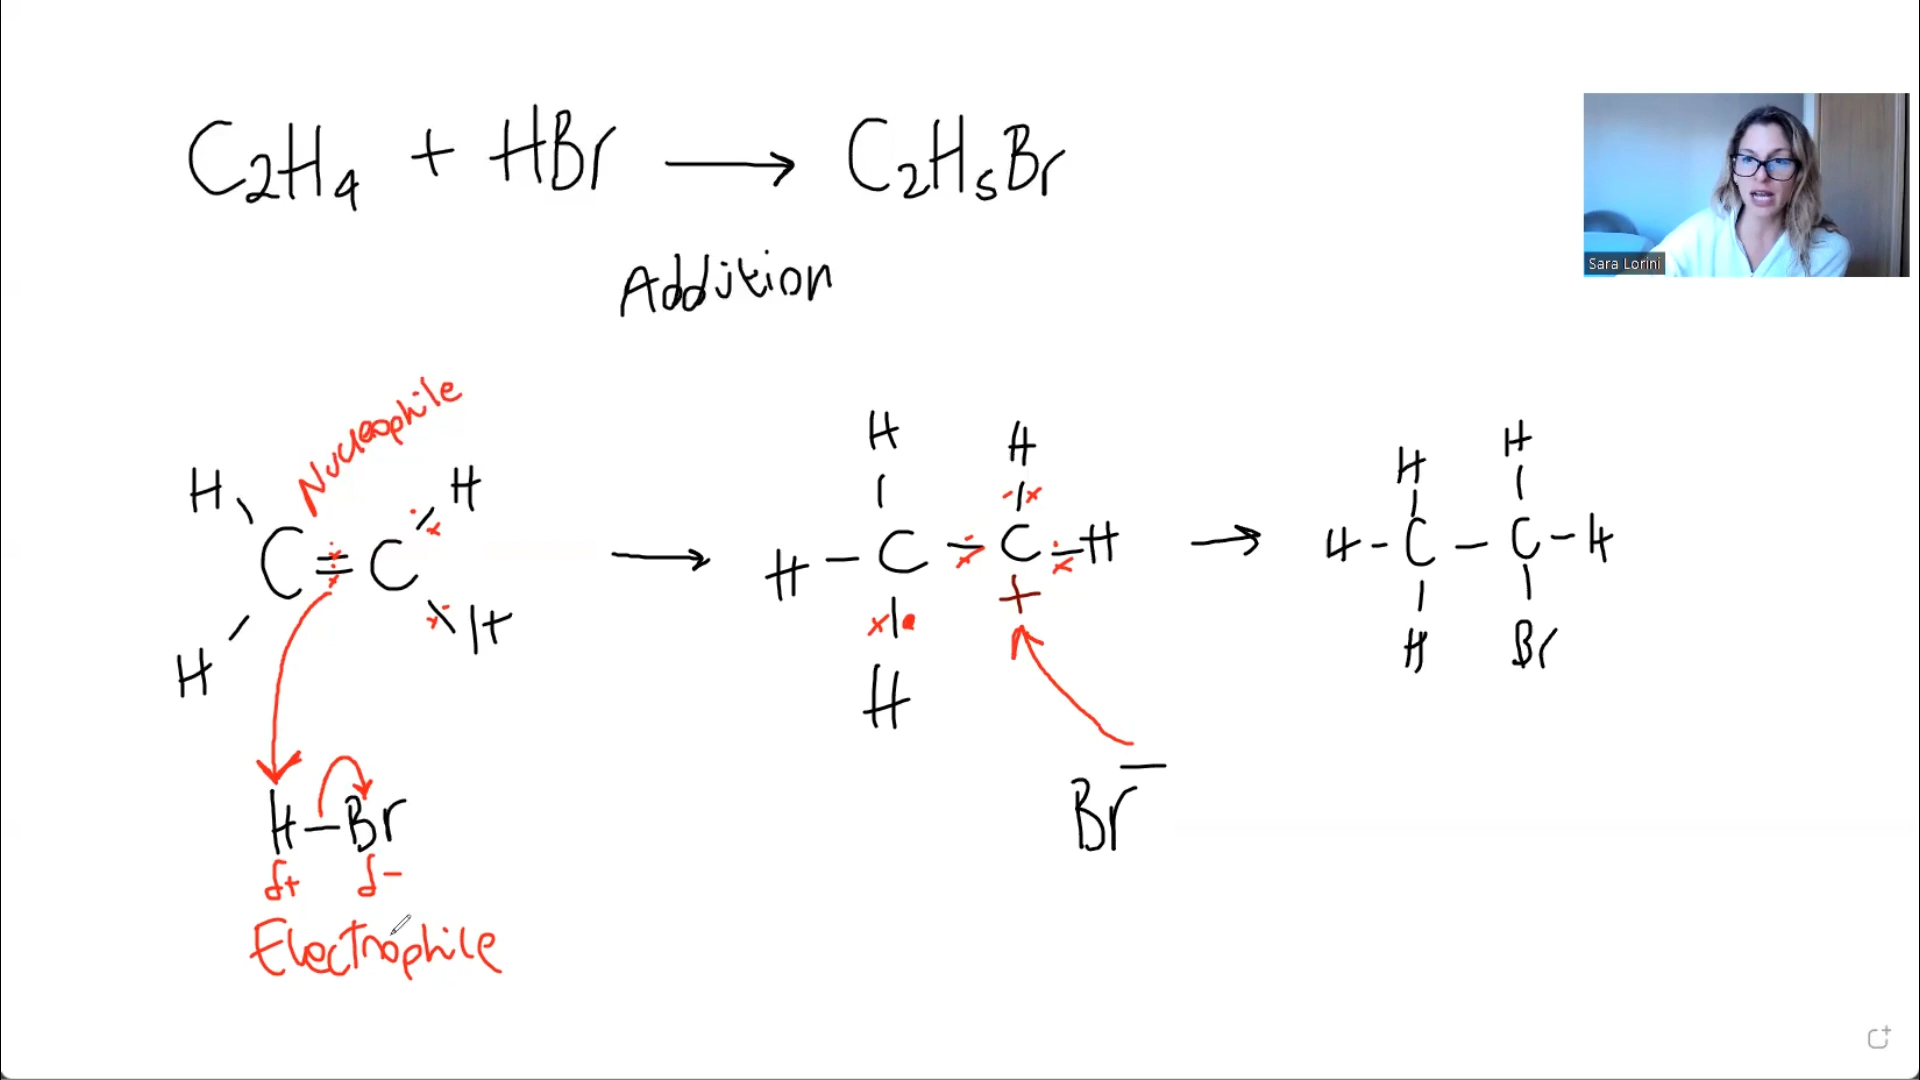 C₂H₄ + HBr → C₂H₅Br
Sara Lorini
Addition
Nucleophile
H H
C = C
H H
H – Br
δ+ δ–
Electrophile
→
H H
H – C – C – H
+
H
Br⁻
→
H H
H – C – C – H
H Br